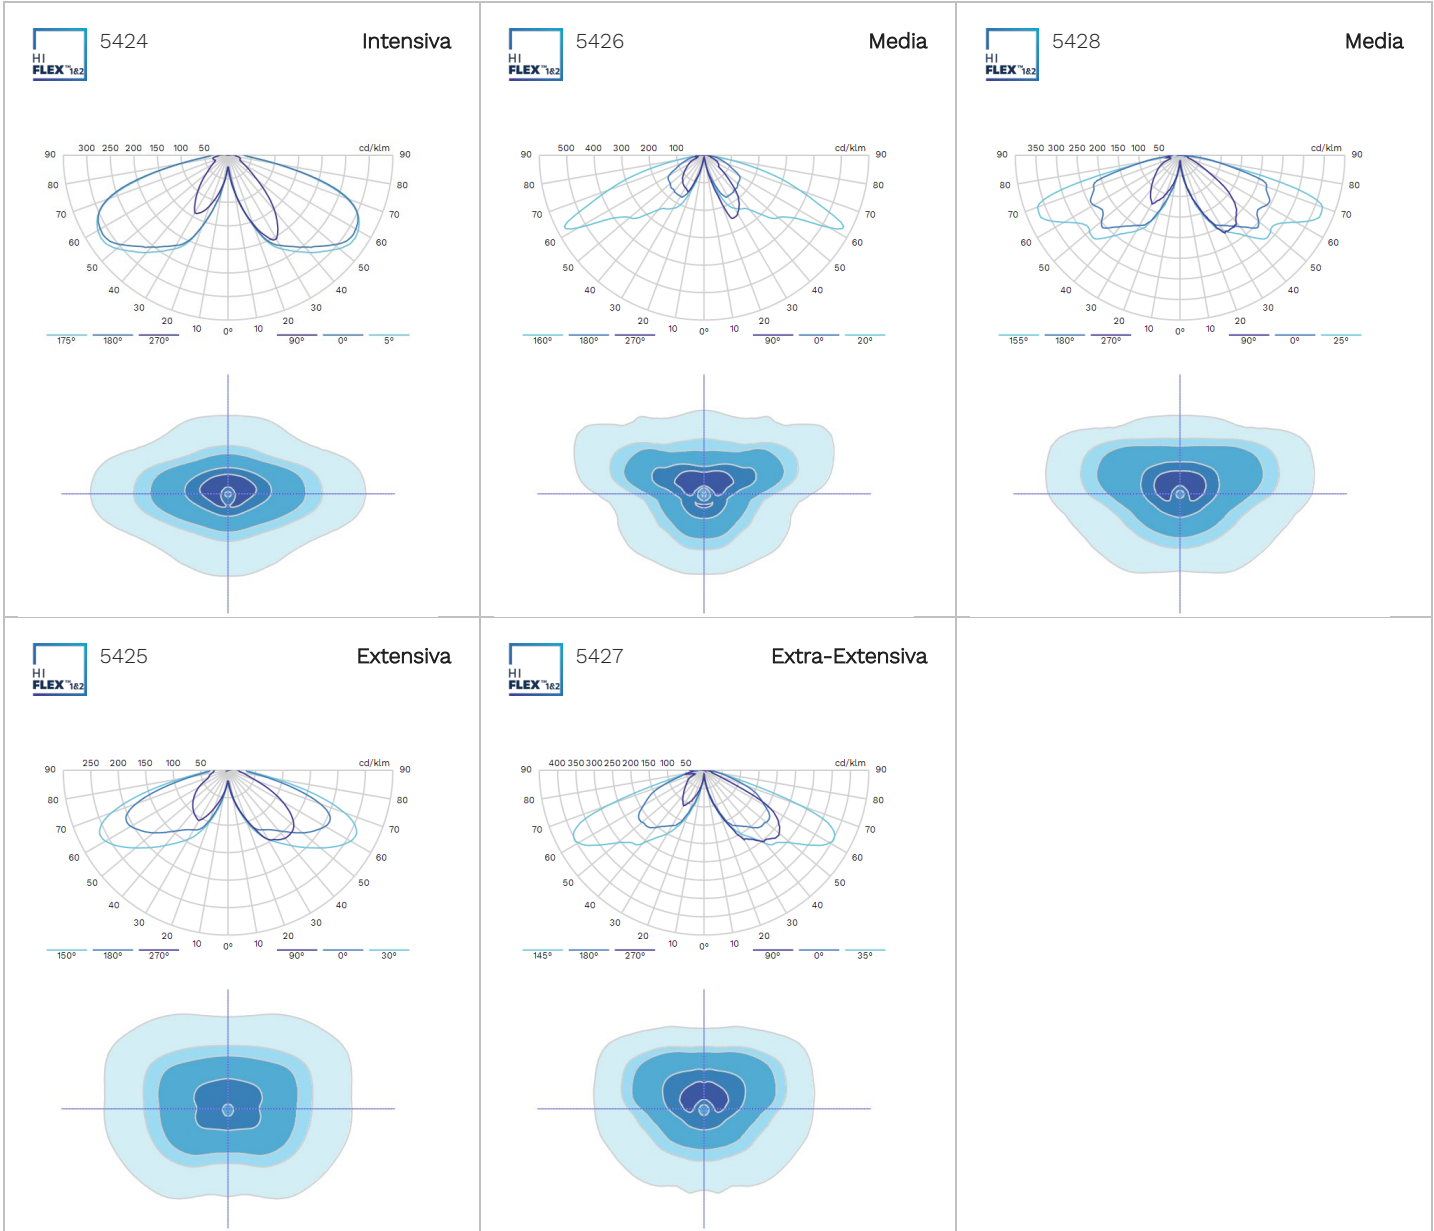 5424 Intensiva
HI
FLEX™1&2
300 250 200 150 100 50 cd/klm
90 90
80 80
70 70
60 60
50 50
40 40
30 30
20 10 0° 10 20
175° 180° 270° 90° 0° 5°
5426 Media
HI
FLEX™1&2
500 400 300 200 100 cd/klm
90 90
80 80
70 70
60 60
50 50
40 40
30 30
20 10 0° 10 20
160° 180° 270° 90° 0° 20°
5428 Media
HI
FLEX™1&2
350 300 250 200 150 100 50 cd/klm
90 90
80 80
70 70
60 60
50 50
40 40
30 30
20 10 0° 10 20
155° 180° 270° 90° 0° 25°
5425 Extensiva
HI
FLEX™1&2
250 200 150 100 50 cd/klm
90 90
80 80
70 70
60 60
50 50
40 40
30 30
20 10 0° 10 20
150° 180° 270° 90° 0° 30°
5427 Extra-Extensiva
HI
FLEX™1&2
400 350 300 250 200 150 100 50 cd/klm
90 90
80 80
70 70
60 60
50 50
40 40
30 30
20 10 0° 10 20
145° 180° 270° 90° 0° 35°